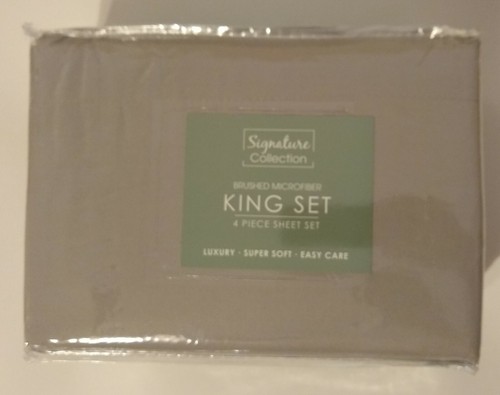 Signature
Collection
BRUSHED MICROFIBER
KING SET
4 PIECE SHEET SET
LUXURY · SUPER SOFT · EASY CARE